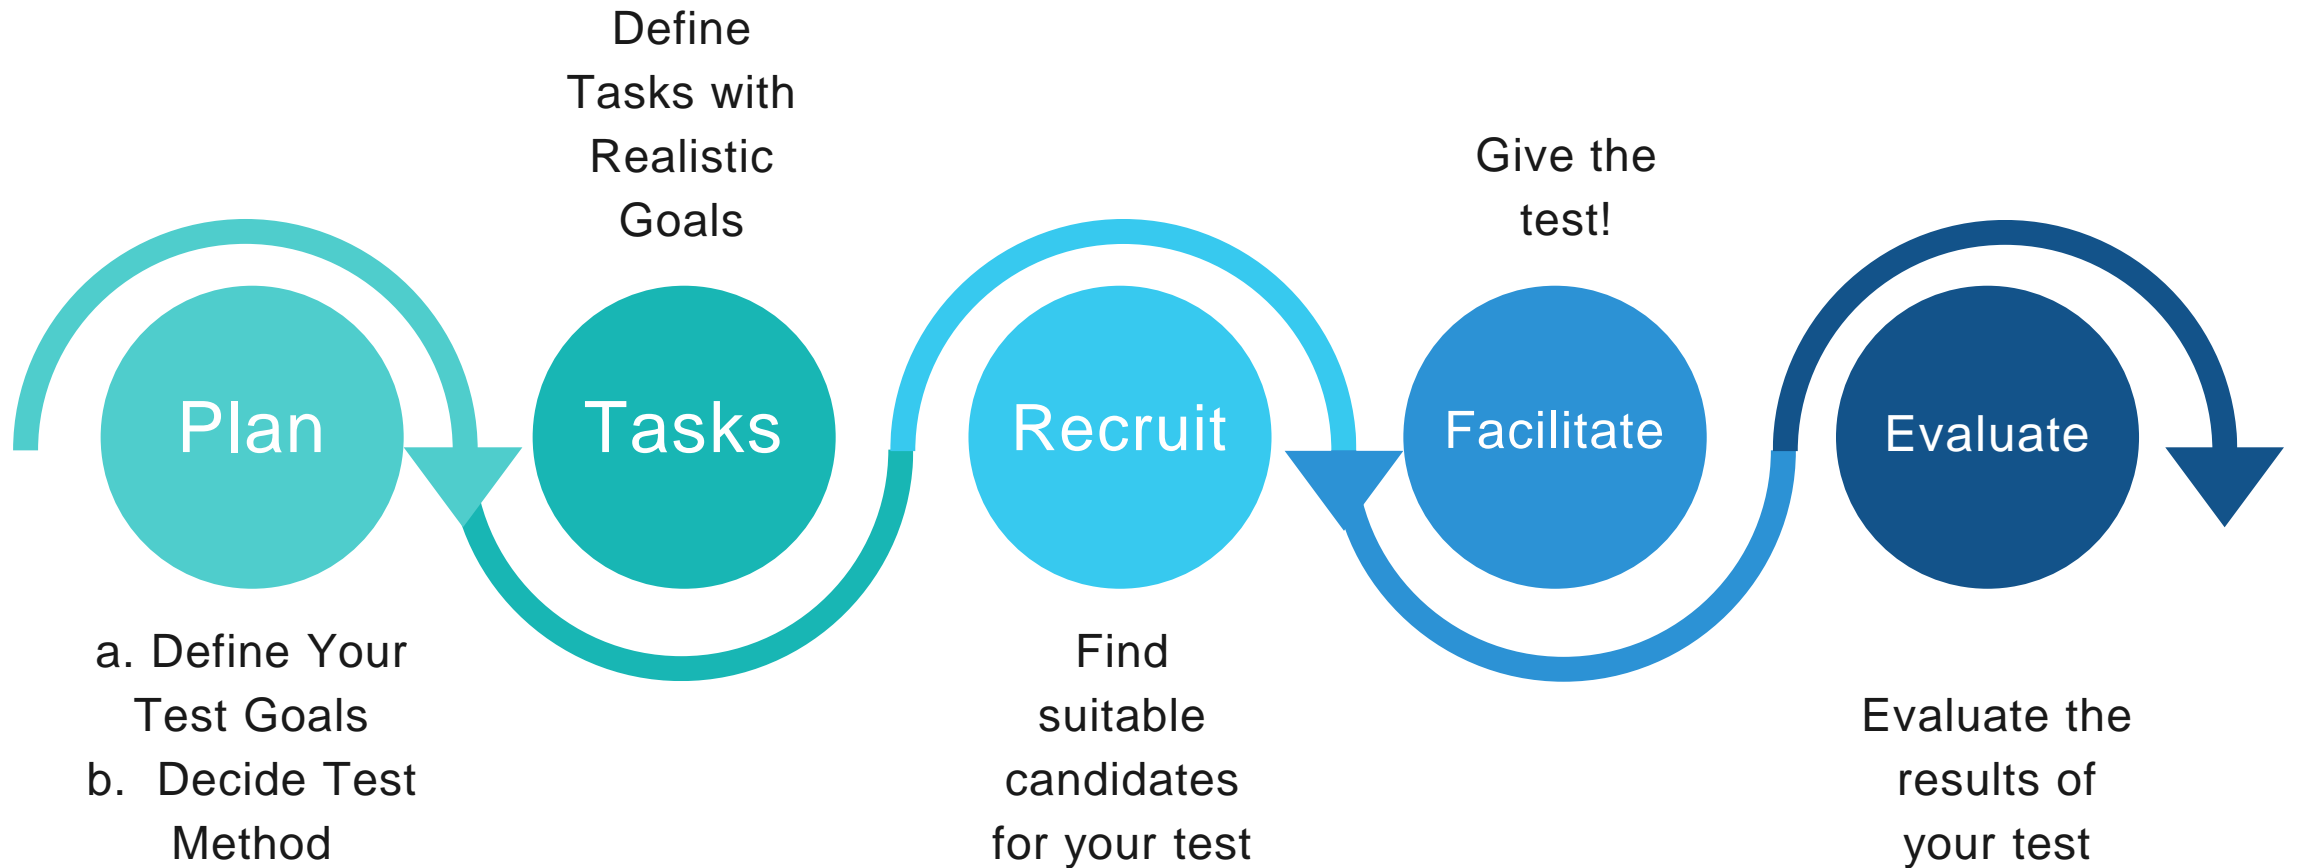 Define
Tasks with
Realistic
Goals
Give the
test!
Plan
Tasks
Recruit
Facilitate
Evaluate
a. Define Your
Test Goals
b.  Decide Test
Method
Find
suitable
candidates
for your test
Evaluate the
results of
your test